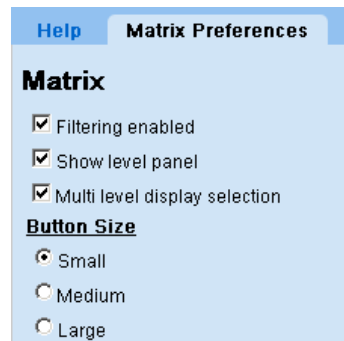 Help Matrix Preferences
Matrix
Filtering enabled
Show level panel
Multi level display selection
Button Size
Small
Medium
Large